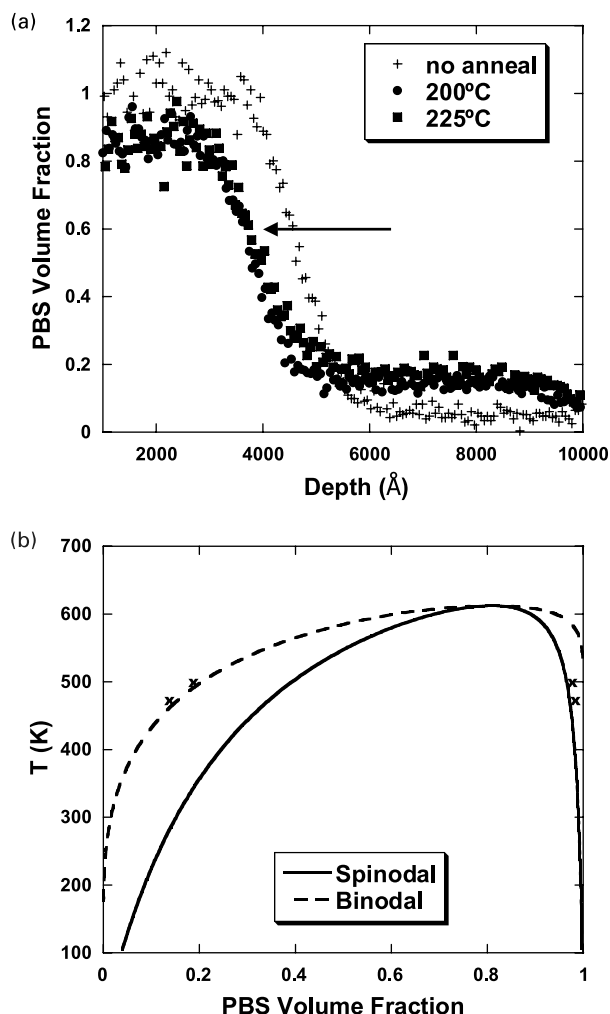 (a)
1.2
1
0.8
0.6
0.4
0.2
0
PBS Volume Fraction
no anneal
200ºC
225ºC
2000 4000 6000 8000 10000
Depth (Å)
(b)
700
600
500
400
300
200
100
T (K)
x x x x
Spinodal
Binodal
0 0.2 0.4 0.6 0.8 1
PBS Volume Fraction